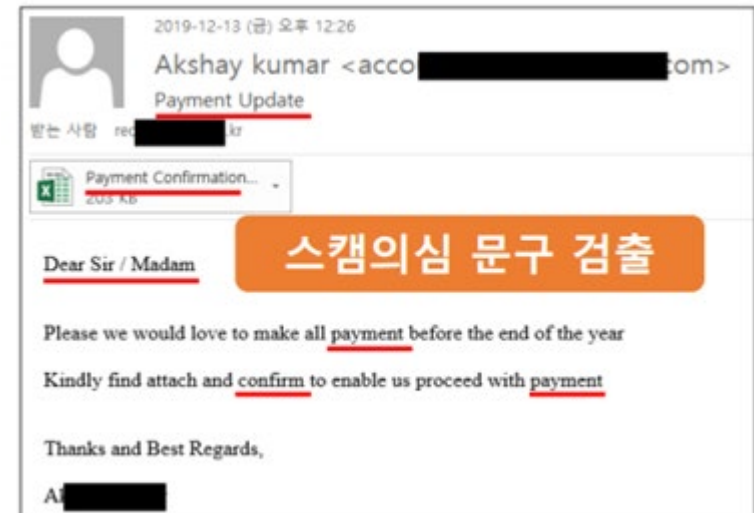 2019-12-13 (금) 오후 12:26
Akshay kumar <acco com>
Payment Update
받는 사람 red .kr
Payment Confirmation...
203 KB
스캠의심 문구 검출
Dear Sir / Madam
Please we would love to make all payment before the end of the year
Kindly find attach and confirm to enable us proceed with payment
Thanks and Best Regards,